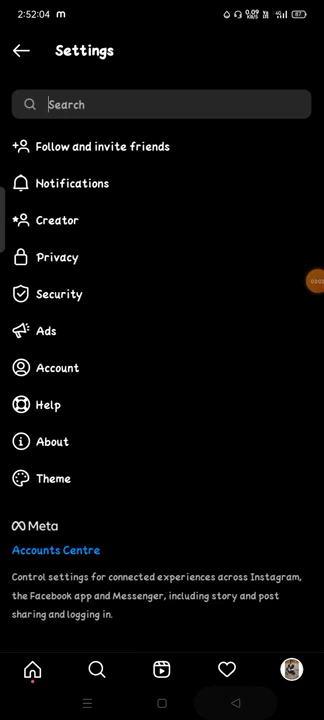 2:52:04 m
Settings
Search
Follow and invite friends
Notifications
Creator
Privacy
Security
Ads
Account
Help
About
Theme
Meta
Accounts Centre
Control settings for connected experiences across Instagram,
the Facebook app and Messenger, including story and post
sharing and logging in.